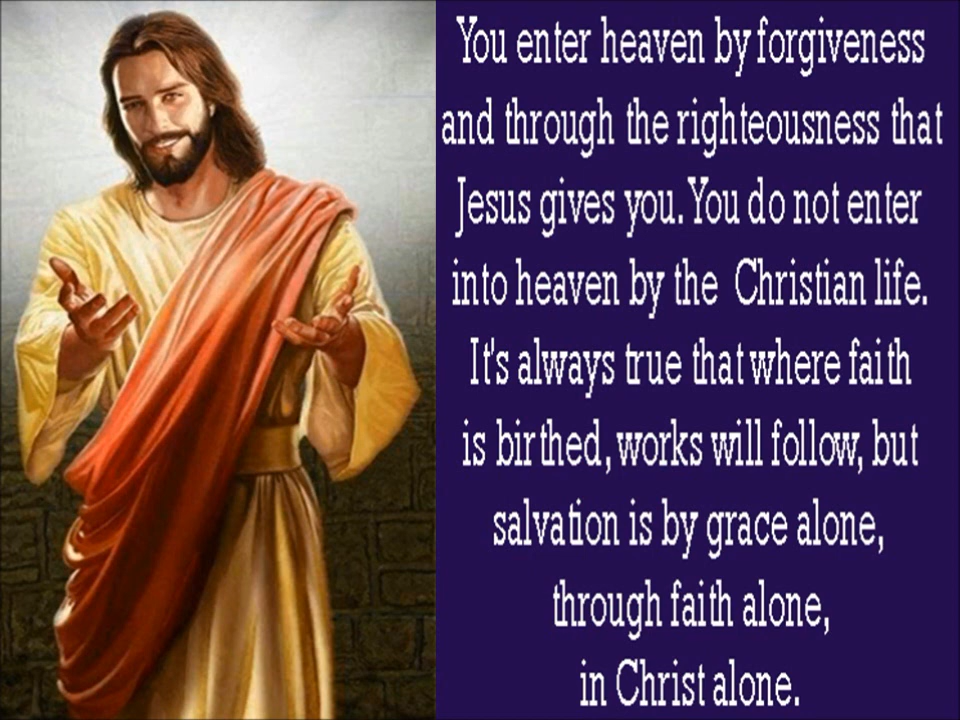 You enter heaven by forgiveness
and through the righteousness that
Jesus gives you. You do not enter
into heaven by the Christian life.
It's always true that where faith
is birthed, works will follow, but
salvation is by grace alone,
through faith alone,
in Christ alone.